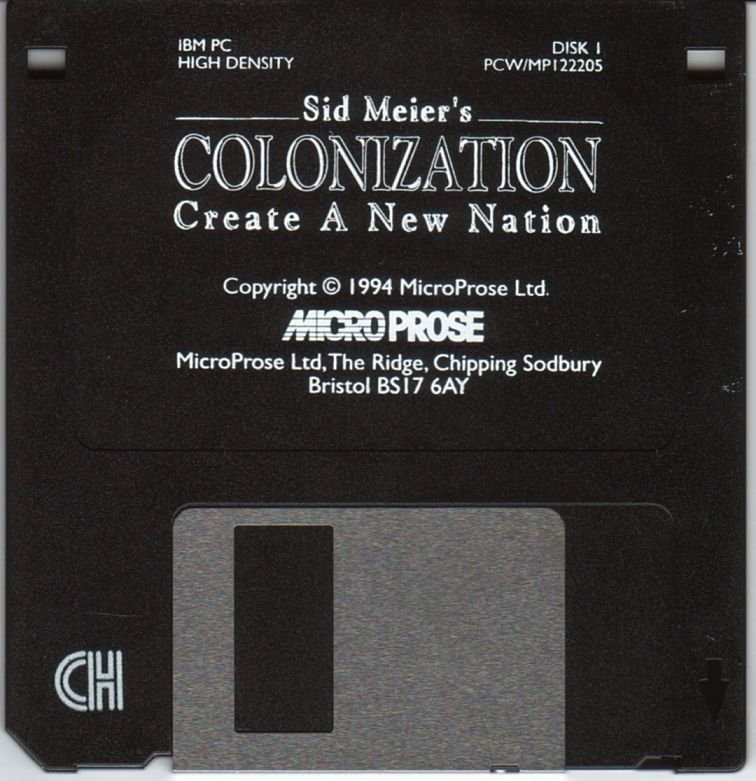 IBM PC
HIGH DENSITY
DISK 1
PCW/MP122205
Sid Meier's
COLONIZATION
Create A New Nation
Copyright © 1994 MicroProse Ltd.
MICROPROSE
MicroProse Ltd, The Ridge, Chipping Sodbury
Bristol BS17 6AY
CH